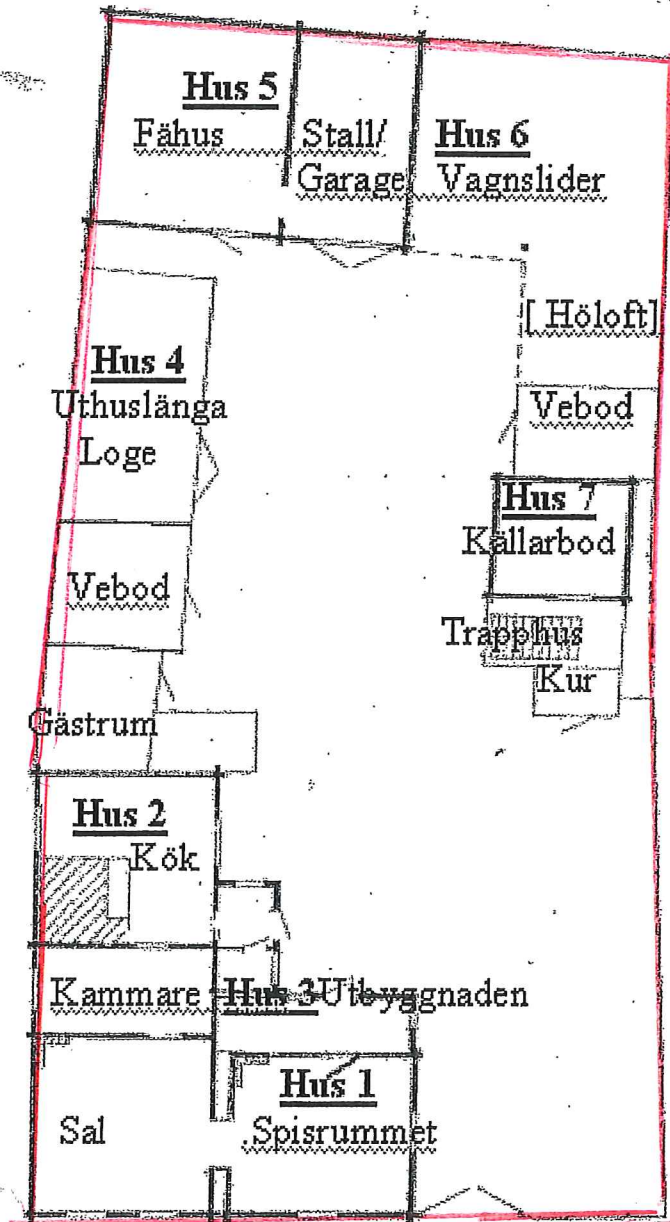 Hus 5
Fähus
Stall/
Garage
Hus 6
Vagnslider
[ Höloft]
Hus 4
Uthuslänga
Loge
Vebod
Hus 7
Källarbod
Vebod
Trapphus
Kur
Gästrum
Hus 2
Kök
Kammare
Hus 3 Utbyggnaden
Hus 1
Sal
Spisrummet